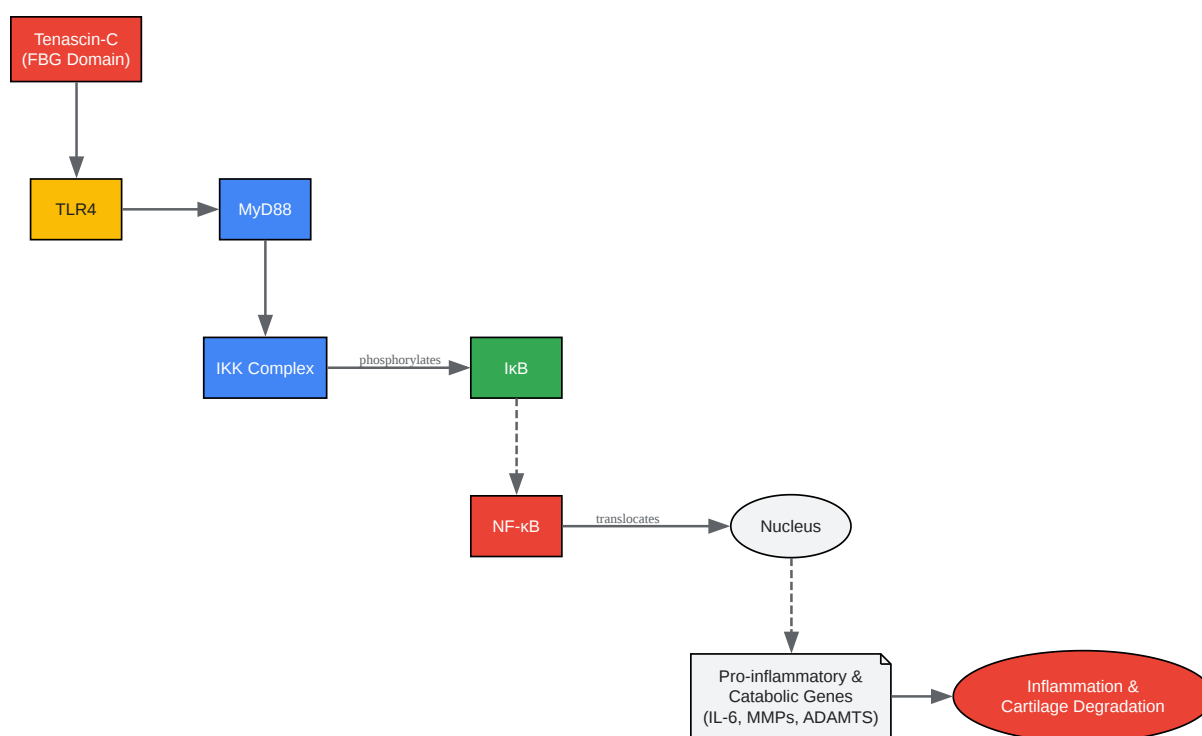 Tenascin-C
(FBG Domain)
TLR4
MyD88
IKK Complex
phosphorylates
IκB
NF-κB
translocates
Nucleus
Pro-inflammatory &
Catabolic Genes
(IL-6, MMPs, ADAMTS)
Inflammation &
Cartilage Degradation